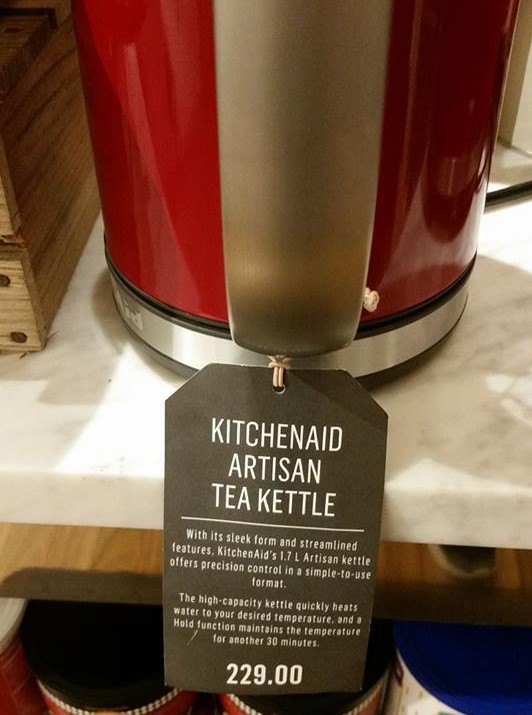 KITCHENAID
ARTISAN
TEA KETTLE
With its sleek form and streamlined
features, KitchenAid's 1.7 L Artisan kettle
offers precision control in a simple-to-use
format.
The high-capacity kettle quickly heats
water to your desired temperature, and a
Hold function maintains the temperature
for another 30 minutes.
229.00